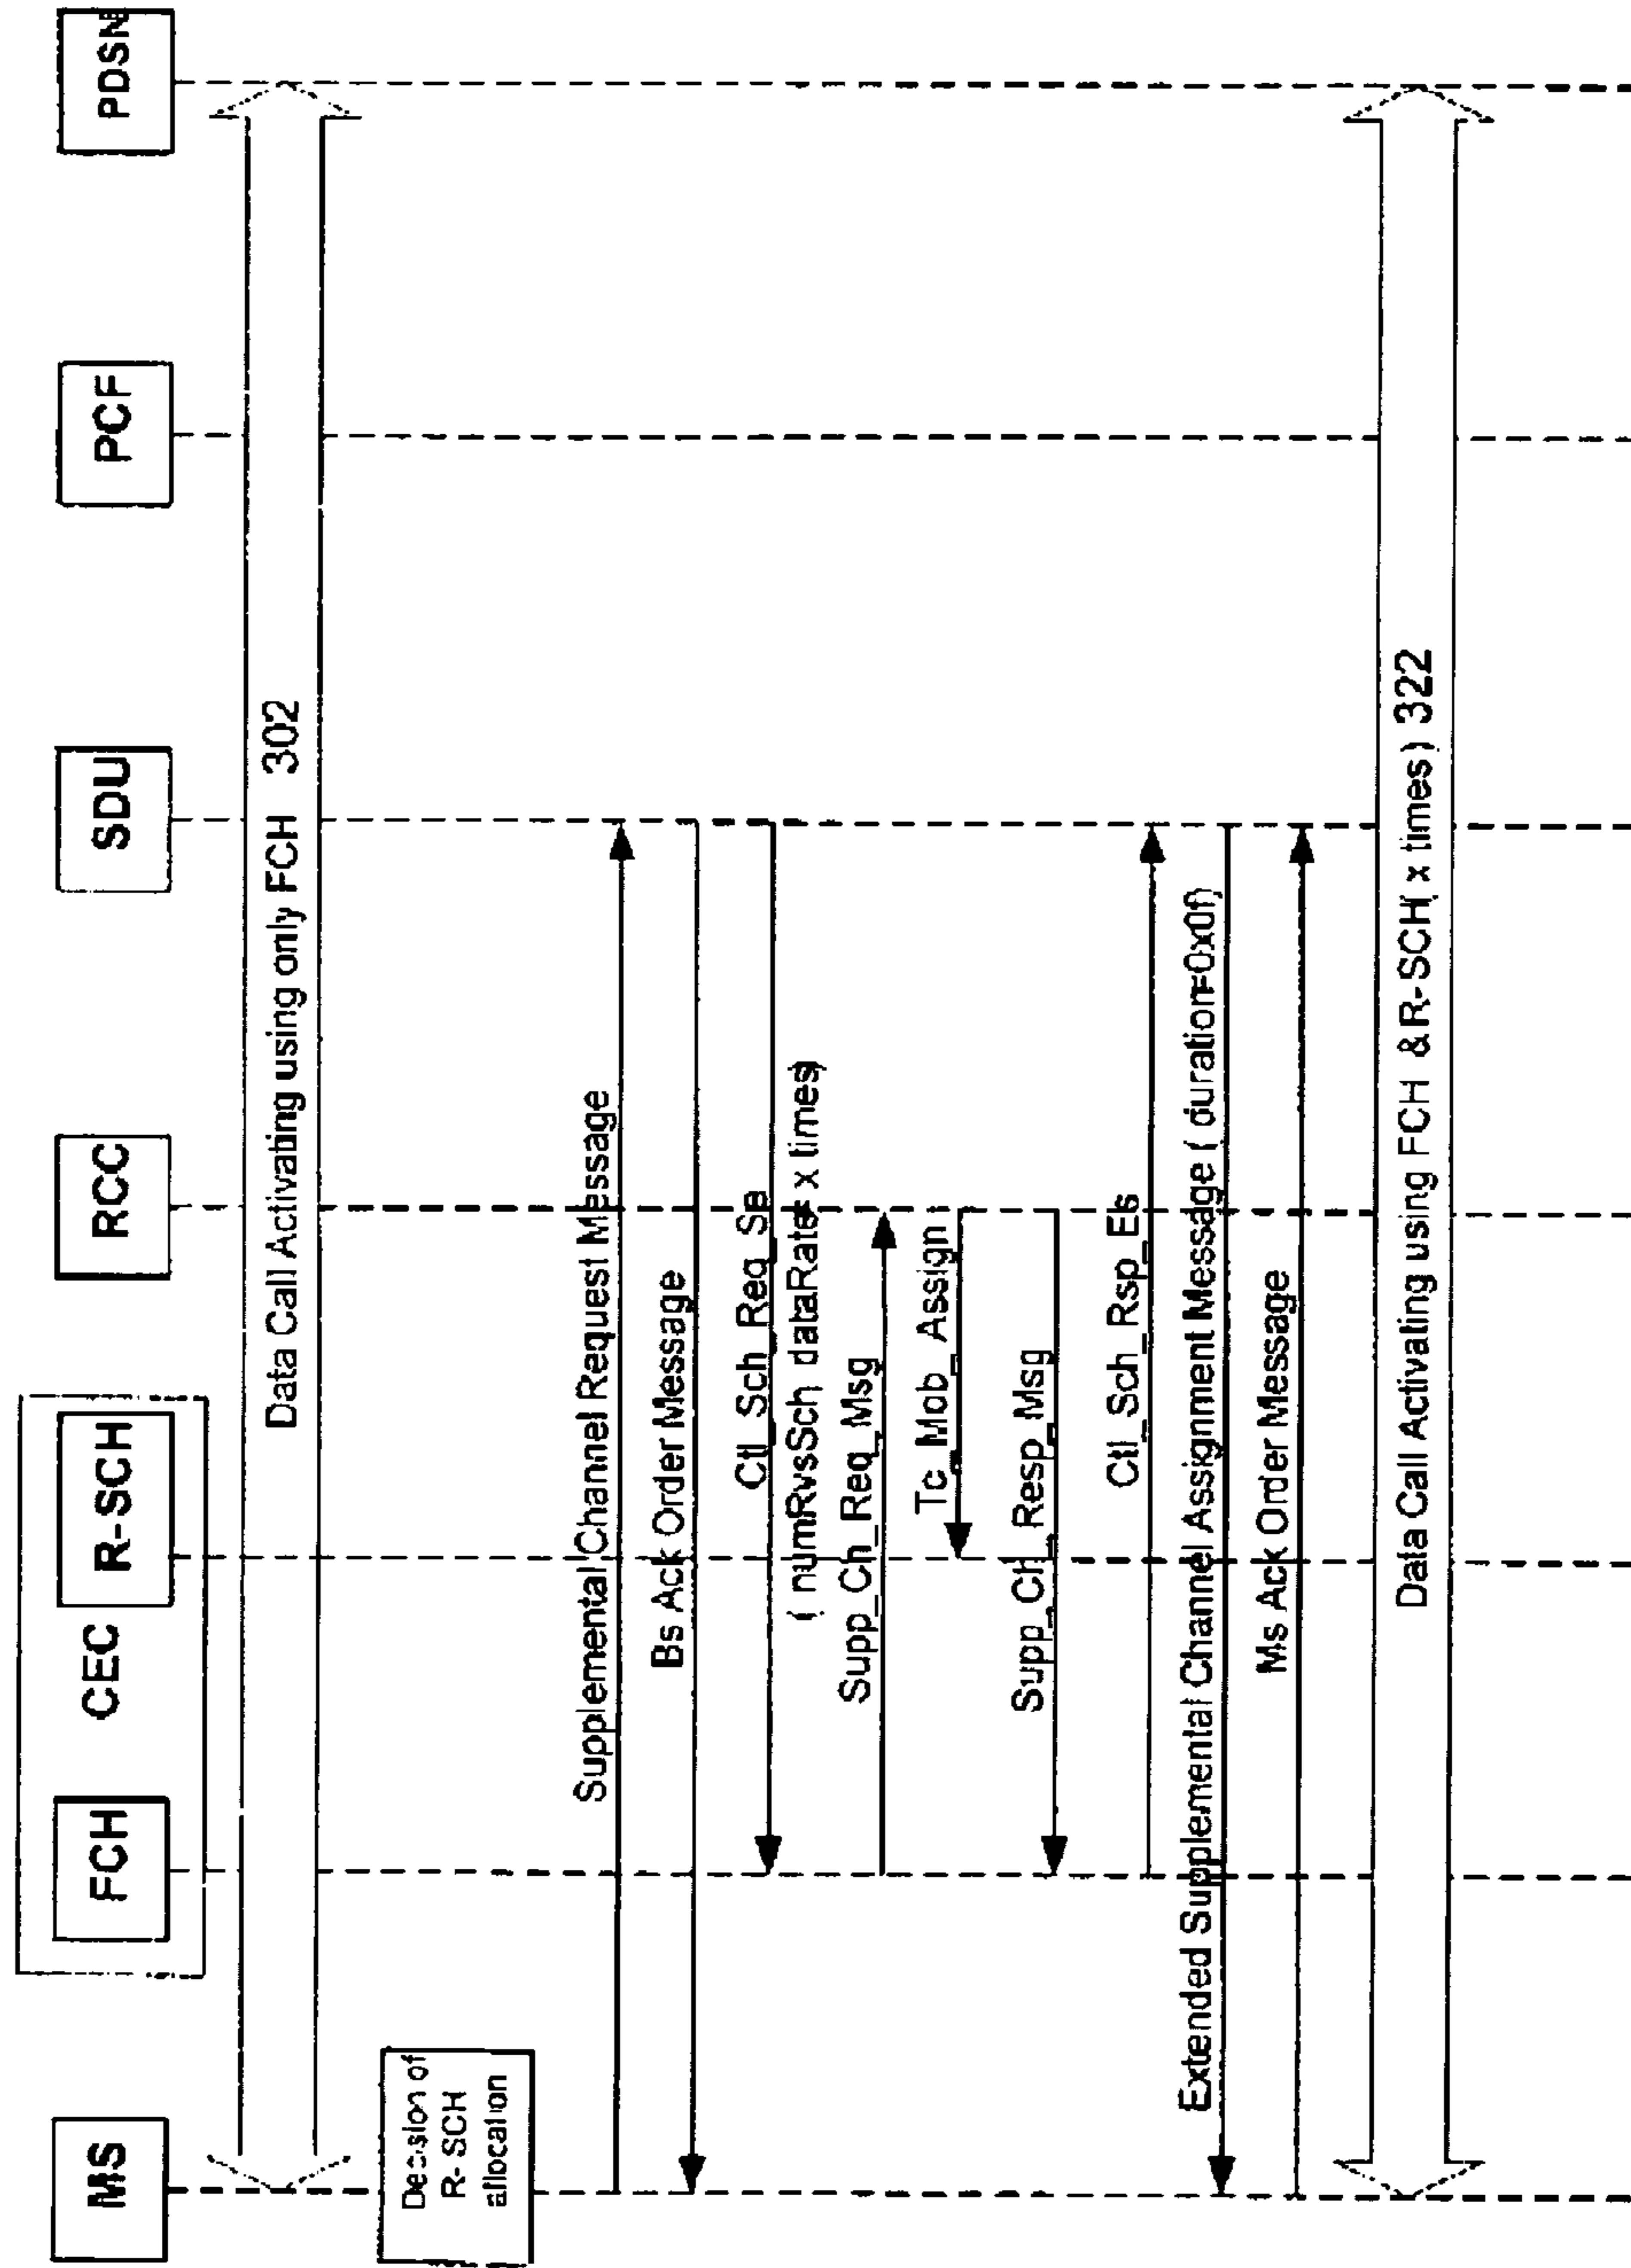 MS
FCH
CEC
R-SCH
RCC
SDU
PCF
PDSN
Data Call Activating using only FCH 302
Decision of
R-SCH
allocation
Supplemental Channel Request Message
Bs Ack Order Message
Ctl_Sch_Req_Se
( numRvsSch dataRate= x times)
Supp_Ch_Req_Msg
Tc_Mob_Assign
Supp_Ch_Resp_Msg
Ctl_Sch_Rsp_Es
Extended Supplemental Channel Assignment Message ( duration=0x0f)
Ms Ack Order Message
Data Call Activating using FCH &R-SCH( x times) 322